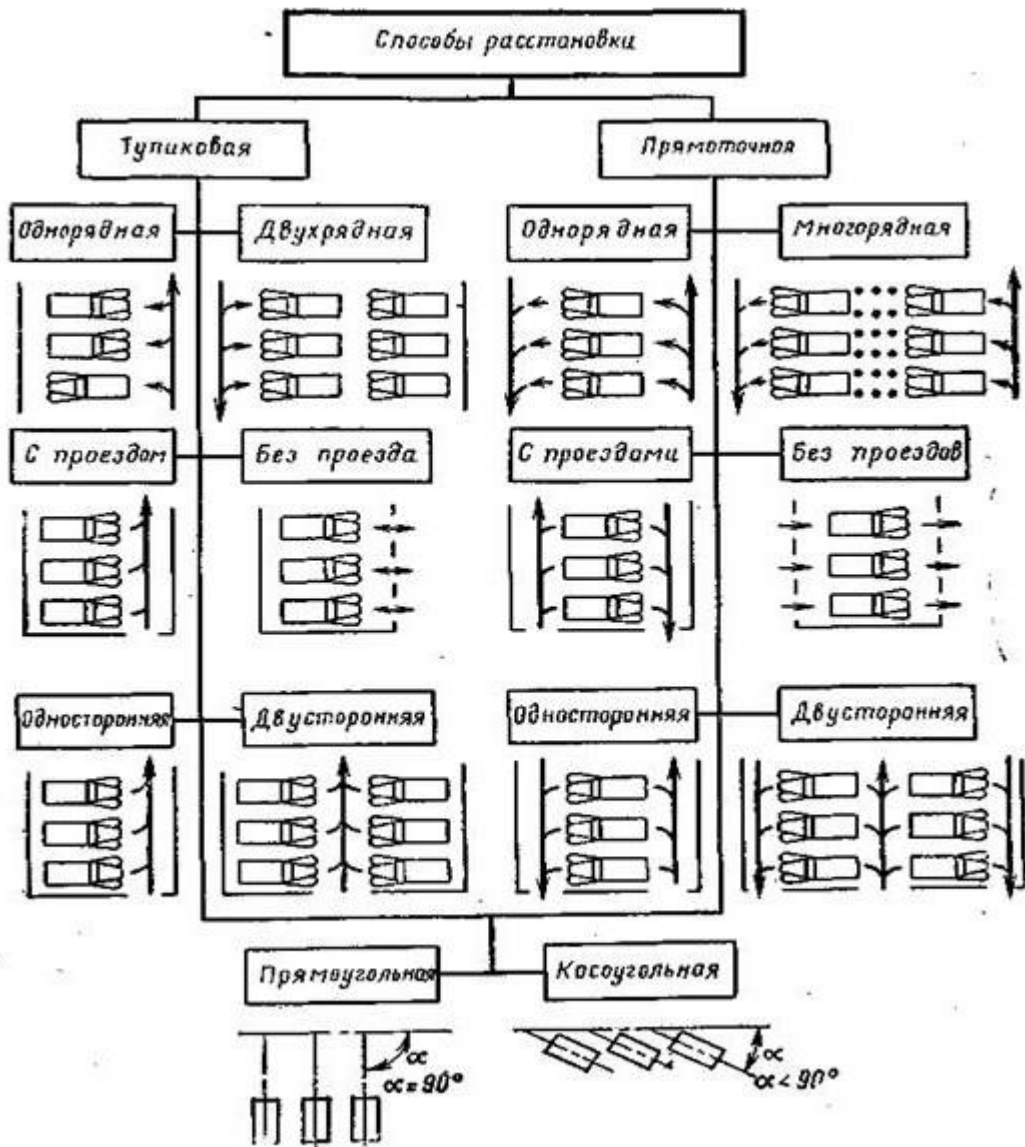 Способы расстановки
Тупиковая
Прямоточная
Однорядная
Двухрядная
Однорядная
Многорядная
С проездом
Без проезда
С проездами
Без проездов
Односторонняя
Двусторонняя
Односторонняя
Двусторонняя
Прямоугольная
Косоугольная
α
α=90°
α
α<90°